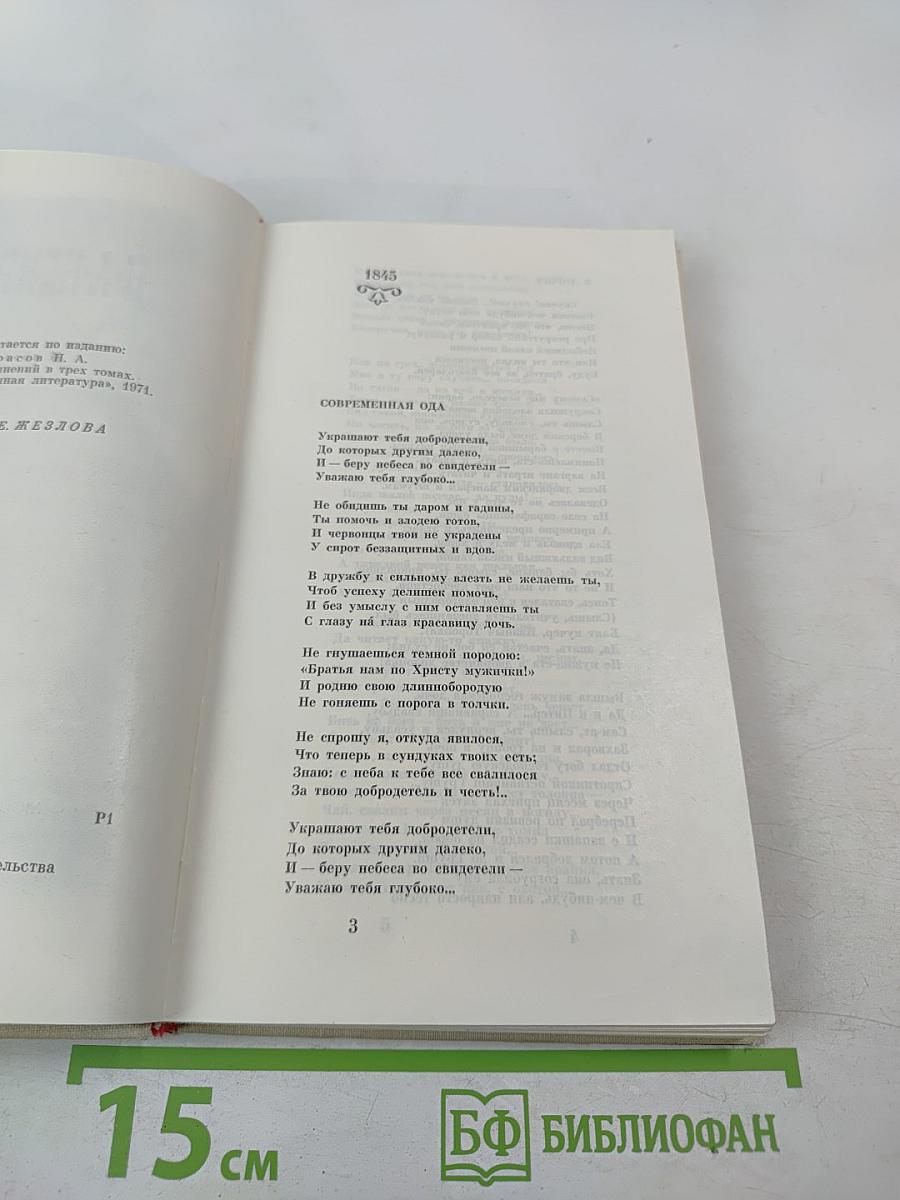 тается по изданию:
расов Н. А.
нений в трех томах.
нная литература», 1971.
Е. ЖЕЗЛОВА
Р1
ельства
1845
СОВРЕМЕННАЯ ОДА
Украшают тебя добродетели,
До которых другим далеко,
И — беру небеса во свидетели —
Уважаю тебя глубоко...
Не обидишь ты даром и гадины,
Ты помочь и злодею готов,
И червонцы твои не украдены
У сирот беззащитных и вдов.
В дружбу к сильному влезть не желаешь ты,
Чтоб успеху делишек помочь,
И без умыслу с ним оставляешь ты
С глазу на́ глаз красавицу дочь.
Не гнушаешься темной породою:
«Братья нам по Христу мужички!»
И родню свою длиннобородую
Не гоняешь с порога в толчки.
Не спрошу я, откуда явилося,
Что теперь в сундуках твоих есть;
Знаю: с неба к тебе все свалилося
За твою добродетель и честь!..
Украшают тебя добродетели,
До которых другим далеко,
И — беру небеса во свидетели —
Уважаю тебя глубоко...
3
15 см
БФ БИБЛИОФАН